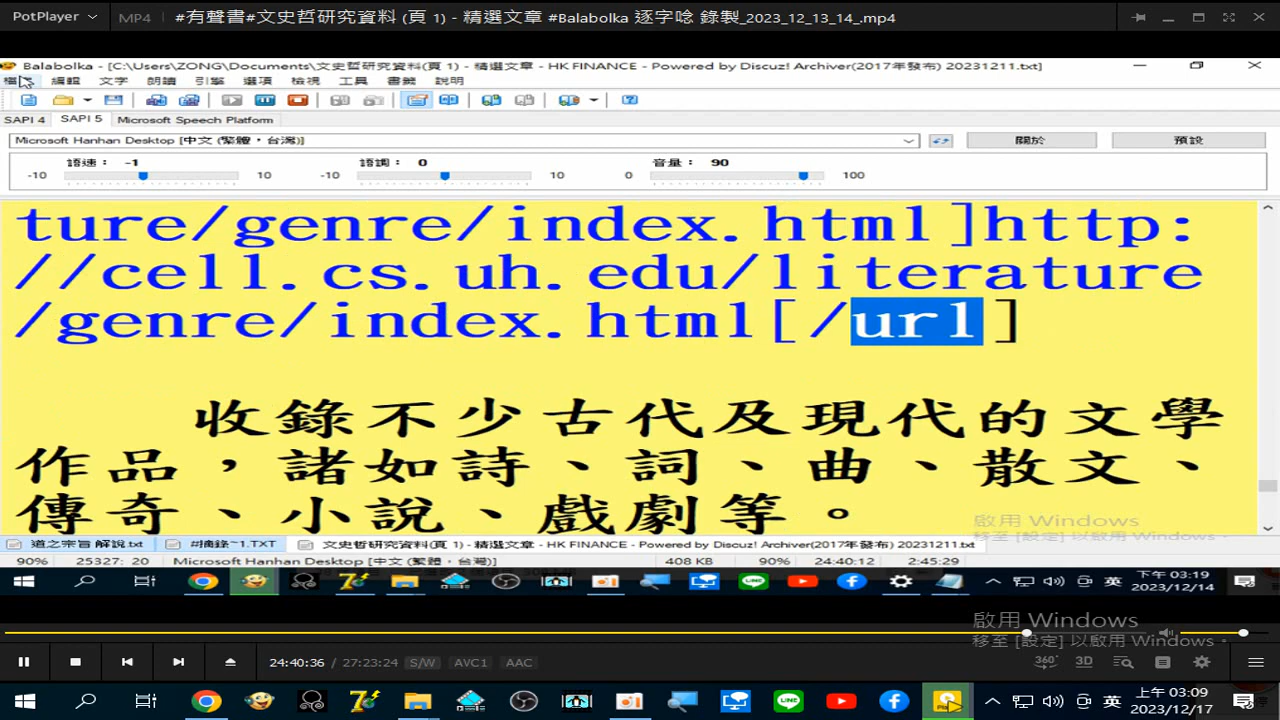 PotPlayer MP4 #有聲書#文史哲研究資料 (頁 1) - 精選文章 #Balabolka 逐字唸 錄製_2023_12_13_14_.mp4
Balabolka - [C:\Users\ZONG\Documents\文史哲研究資料(頁 1) - 精選文章 - HK FINANCE - Powered by Discuz! Archiver(2017年發布) 20231211.txt]
檔案 編輯 文字 朗讀 引擎 選項 檢視 工具 書籤 說明
SAPI 4 SAPI 5 Microsoft Speech Platform
Microsoft Hanhan Desktop [中文 (繁體，台灣)] 關於 預設
語速： -1 語調： 0 音量： 90
-10 10 -10 10 0 100
ture/genre/index.html]http:
//cell.cs.uh.edu/literature
/genre/index.html[/url]
收錄不少古代及現代的文學
作品，諸如詩、詞、曲、散文、
傳奇、小說、戲劇等。
啟用 Windows
移至 [設定] 以啟用 Windows。
道之宗旨 解說.txt #摘錄~1.TXT 文史哲研究資料(頁 1) - 精選文章 - HK FINANCE - Powered by Discuz! Archiver(2017年發布) 20231211.txt
90% 25327: 20 Microsoft Hanhan Desktop [中文 (繁體，台灣)] 408 KB 90% 24:40:12 2:45:29
英 下午 03:19
2023/12/14
啟用 Windows
移至 [設定] 以啟用 Windows。
24:40:36 / 27:23:24 S/W AVC1 AAC 360° 3D
英 上午 03:09
2023/12/17